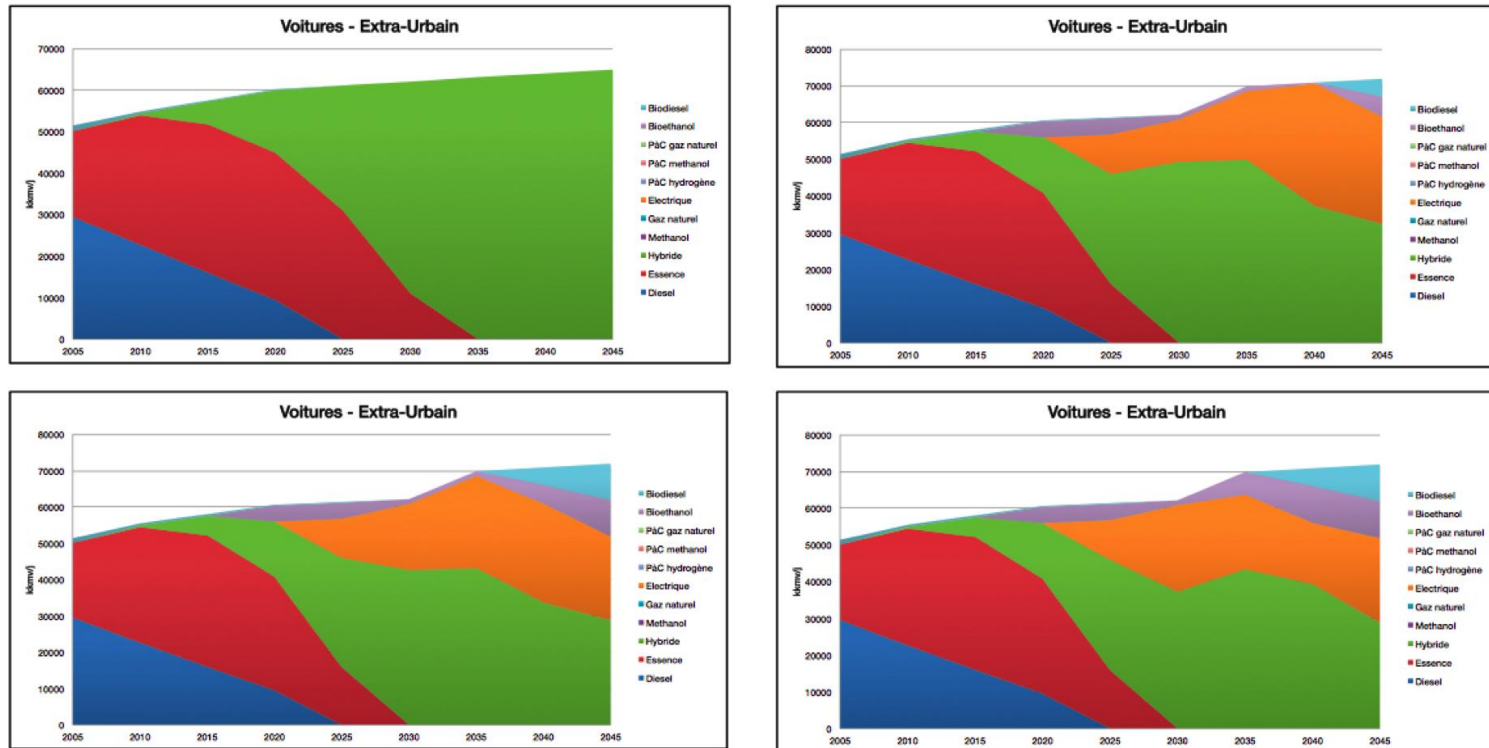 Voitures - Extra-Urbain
70000
60000
50000
40000
30000
20000
10000
0
kkmv/j
2005 2010 2015 2020 2025 2030 2035 2040 2045
Biodiesel
Bioethanol
PàC gaz naturel
PàC methanol
PàC hydrogène
Electrique
Gaz naturel
Methanol
Hybride
Essence
Diesel
Voitures - Extra-Urbain
80000
70000
60000
50000
40000
30000
20000
10000
0
kkmv/j
2005 2010 2015 2020 2025 2030 2035 2040 2045
Biodiesel
Bioethanol
PàC gaz naturel
PàC methanol
PàC hydrogène
Electrique
Gaz naturel
Methanol
Hybride
Essence
Diesel
Voitures - Extra-Urbain
80000
70000
60000
50000
40000
30000
20000
10000
0
kkmv/j
2005 2010 2015 2020 2025 2030 2035 2040 2045
Biodiesel
Bioethanol
PàC gaz naturel
PàC methanol
PàC hydrogène
Electrique
Gaz naturel
Methanol
Hybride
Essence
Diesel
Voitures - Extra-Urbain
80000
70000
60000
50000
40000
30000
20000
10000
0
kkmv/j
2005 2010 2015 2020 2025 2030 2035 2040 2045
Biodiesel
Bioethanol
PàC gaz naturel
PàC methanol
PàC hydrogène
Electrique
Gaz naturel
Methanol
Hybride
Essence
Diesel